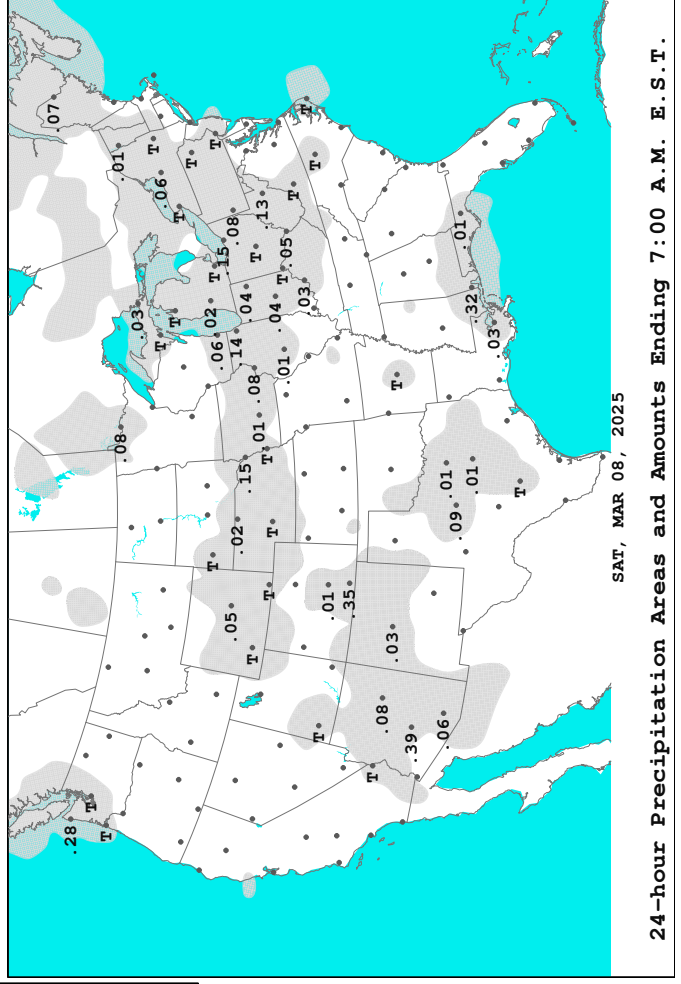 .07
.28
T
T
.01
.08
.03
T
T
.06
T
T
T
.02
T
T
T
.06
.15
.05
.08
.14
.02
.04
.15
T
.08
T
.01
.13
T
T
T
.04
T
.01
.05
T
.03
T
T
T
.01
.35
T
.08
.03
T
.39
.06
.01
.09
.01
.32
.01
.03
T
SAT, MAR 08, 2025
24-hour Precipitation Areas and Amounts Ending 7:00 A.M. E.S.T.